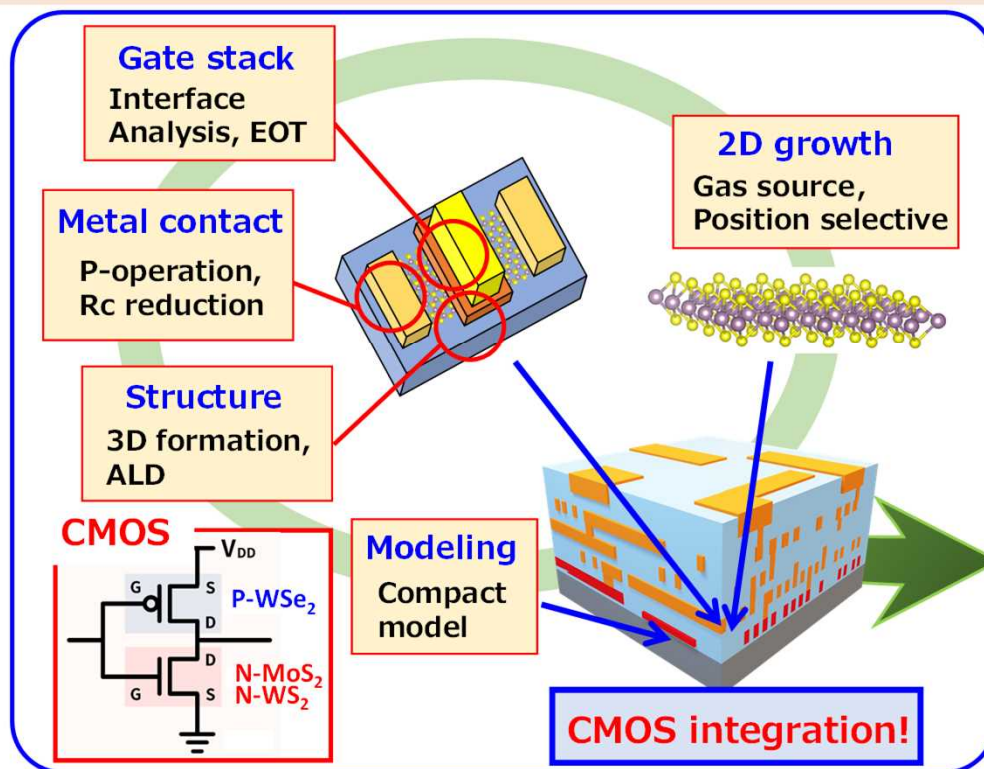 Gate stack
Interface
Analysis, EOT
2D growth
Gas source,
Position selective
Metal contact
P-operation,
Rc reduction
Structure
3D formation,
ALD
CMOS
VDD
G
S
P-WSe₂
D
D
N-MoS₂
G
S
N-WS₂
Modeling
Compact
model
CMOS integration!